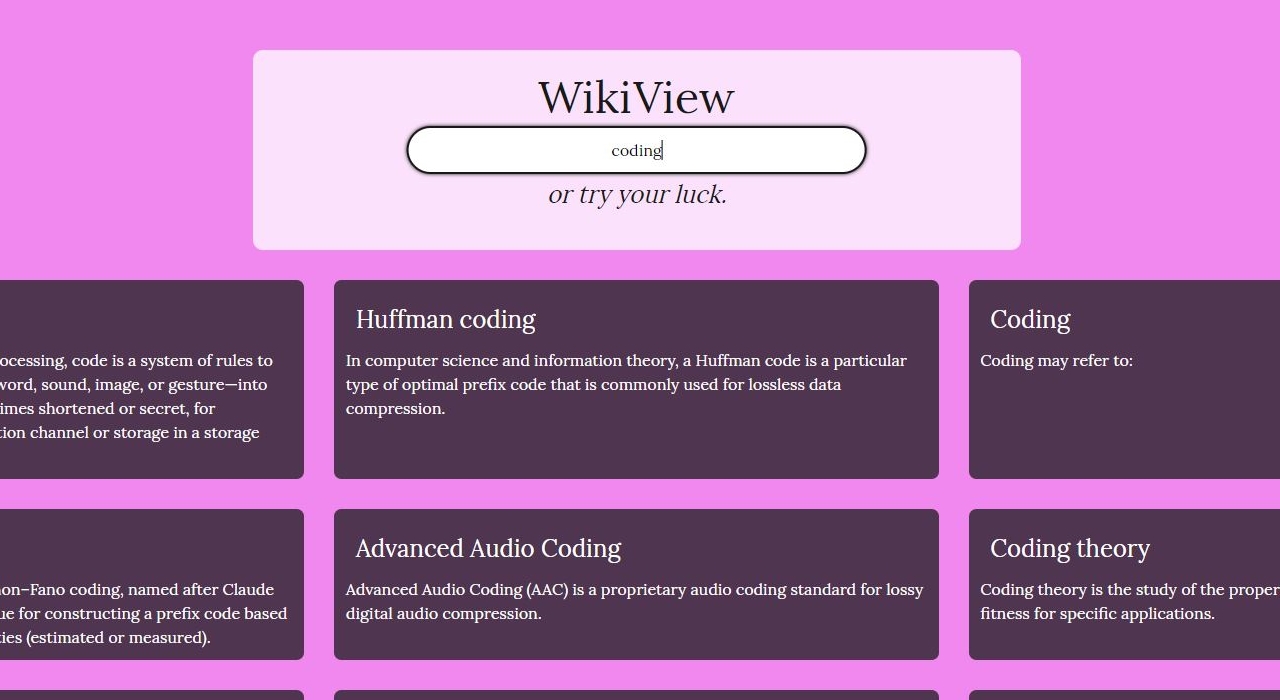 WikiView
coding
or try your luck.
ocessing, code is a system of rules to
word, sound, image, or gesture—into
imes shortened or secret, for
tion channel or storage in a storage
Huffman coding
In computer science and information theory, a Huffman code is a particular
type of optimal prefix code that is commonly used for lossless data
compression.
Coding
Coding may refer to:
non–Fano coding, named after Claude
ue for constructing a prefix code based
ties (estimated or measured).
Advanced Audio Coding
Advanced Audio Coding (AAC) is a proprietary audio coding standard for lossy
digital audio compression.
Coding theory
Coding theory is the study of the proper
fitness for specific applications.